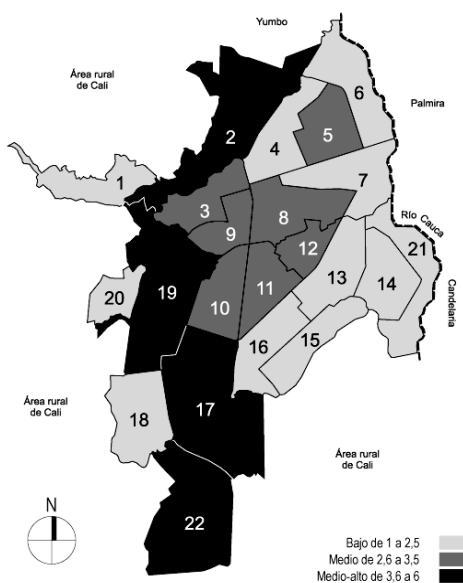 Yumbo
Área rural
de Cali
6
Palmira
2
4
5
1
7
3
8
Río Cauca
9
12
21
13
14
Candelaria
20
19
10
11
16
15
Área rural
de Cali
18
17
Área rural
de Cali
N
22
Bajo de 1 a 2,5
Medio de 2,6 a 3,5
Medio-alto de 3,6 a 6